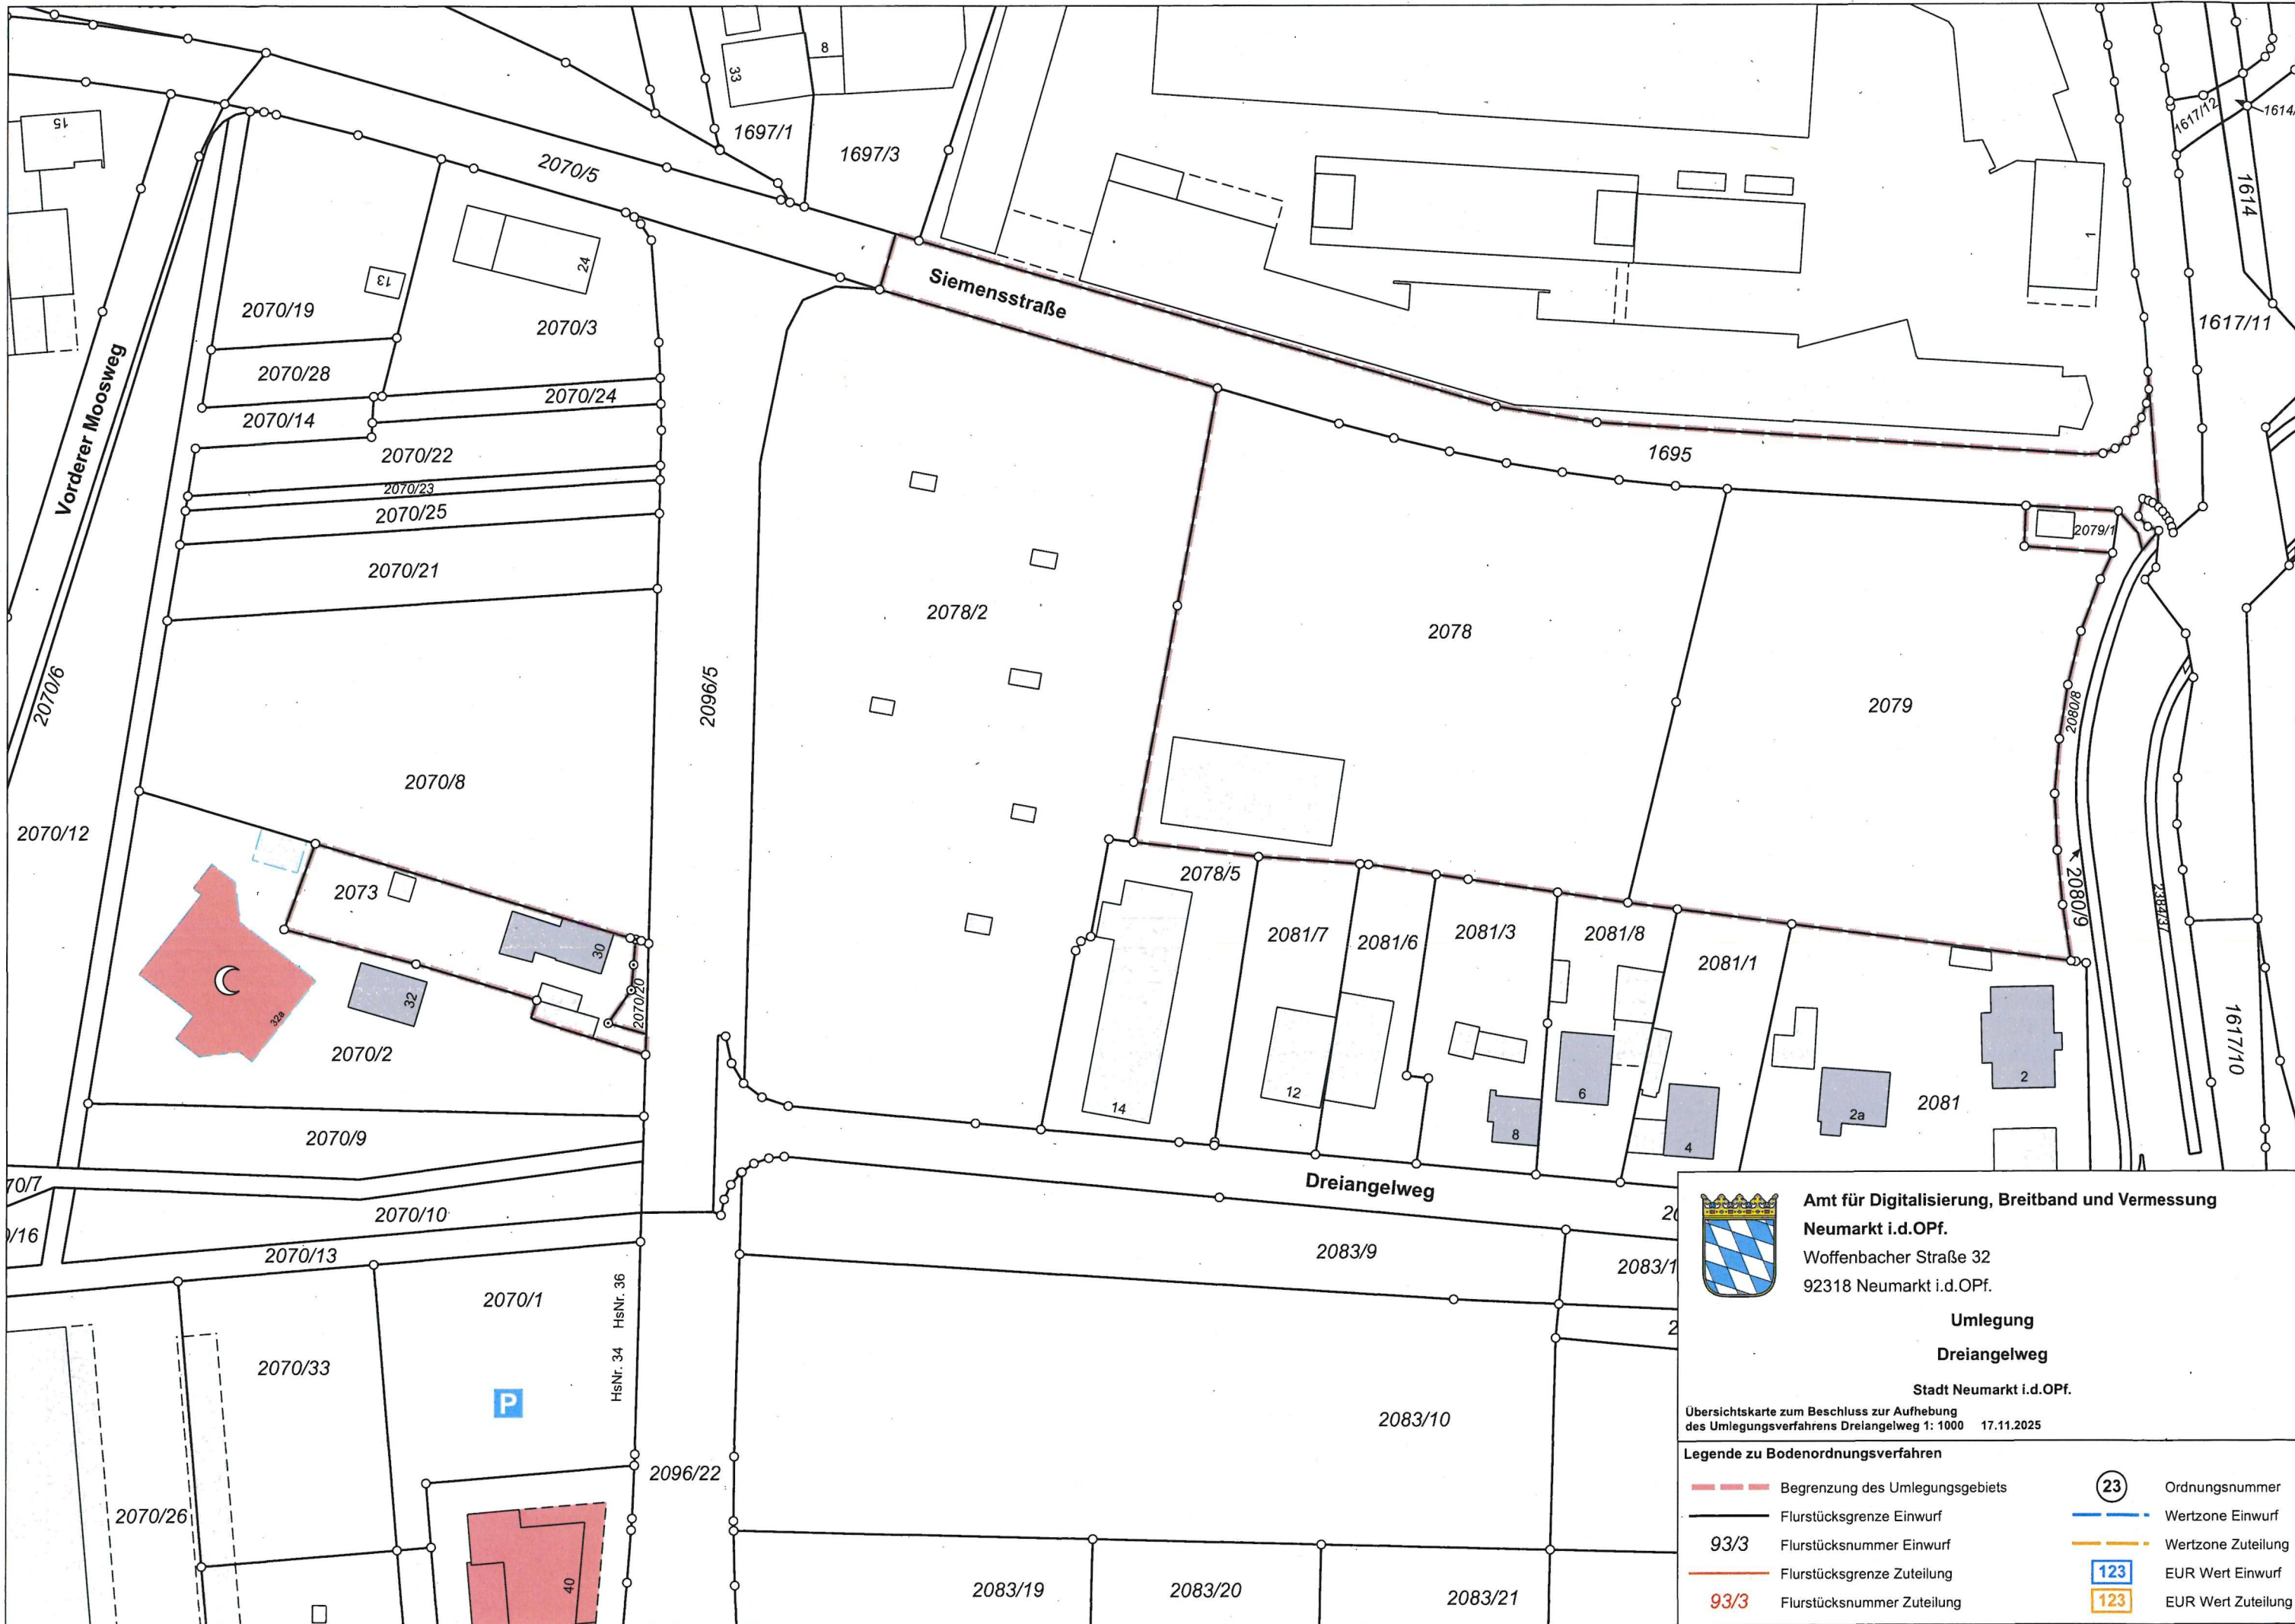 33
8
15
1697/1
1697/3
2070/5
1617/12
1614
1
24
13
Siemensstraße
2070/19
2070/3
1617/11
Vorderer Moosweg
2070/28
2070/24
2070/14
2070/22
1695
2070/23
2070/25
2079/1
2070/21
2078/2
2078
2070/6
2096/5
2079
2080/8
2070/8
2070/12
2073
2078/5
2080/9
30
2081/7
2081/6
2081/3
2081/8
2081/1
32
32a
2070/20
2070/2
1617/10
14
12
6
8
4
2a
2081
2
2070/9
70/7
Dreiangelweg
2070/10
0/16
2070/13
2083/9
2083/1
2070/1
HsNr. 34 HsNr. 36
2070/33
P
2083/10
2096/22
2070/26
40
2083/19
2083/20
2083/21
Amt für Digitalisierung, Breitband und Vermessung
Neumarkt i.d.OPf.
Woffenbacher Straße 32
92318 Neumarkt i.d.OPf.
Umlegung
Dreiangelweg
Stadt Neumarkt i.d.OPf.
Übersichtskarte zum Beschluss zur Aufhebung
des Umlegungsverfahrens Dreiangelweg 1: 1000 17.11.2025
Legende zu Bodenordnungsverfahren
Begrenzung des Umlegungsgebiets
23 Ordnungsnummer
Flurstücksgrenze Einwurf
Wertzone Einwurf
93/3 Flurstücksnummer Einwurf
Wertzone Zuteilung
Flurstücksgrenze Zuteilung
123 EUR Wert Einwurf
93/3 Flurstücksnummer Zuteilung
123 EUR Wert Zuteilung